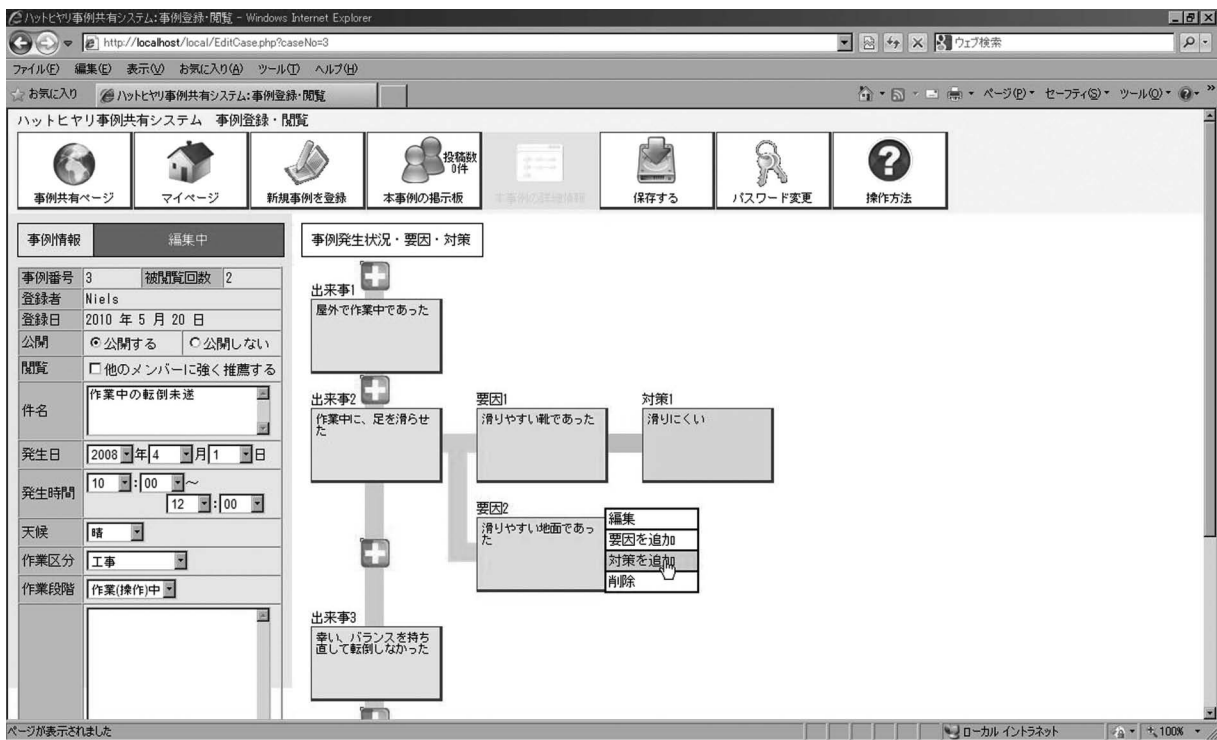 ハットヒヤリ事例共有システム:事例登録・閲覧 - Windows Internet Explorer
http://localhost/local/EditCase.php?caseNo=3
ウェブ検索
ファイル(F) 編集(E) 表示(V) お気に入り(A) ツール(T) ヘルプ(H)
お気に入り ハットヒヤリ事例共有システム:事例登録・閲覧 ページ(P) セーフティ(S) ツール(O)
ハットヒヤリ事例共有システム 事例登録・閲覧
投稿数
0件
事例共有ページ マイページ 新規事例を登録 本事例の掲示板 本事例の詳細情報 保存する パスワード変更 操作方法
事例情報 編集中 事例発生状況・要因・対策
事例番号 3 被閲覧回数 2
登録者 Niels
登録日 2010 年 5 月 20 日
公開 公開する 公開しない
閲覧 他のメンバーに強く推薦する
件名 作業中の転倒未遂
発生日 2008 年 4 月 1 日
発生時間 10 : 00 ～
12 : 00
天候 晴
作業区分 工事
作業段階 作業(操作)中
出来事1
屋外で作業中であった
出来事2
作業中に、足を滑らせ
た
要因1
滑りやすい靴であった
対策1
滑りにくい
要因2
滑りやすい地面であっ
た
編集
要因を追加
対策を追加
削除
出来事3
幸い、バランスを持ち
直して転倒しなかった
ページが表示されました ローカル イントラネット 100%